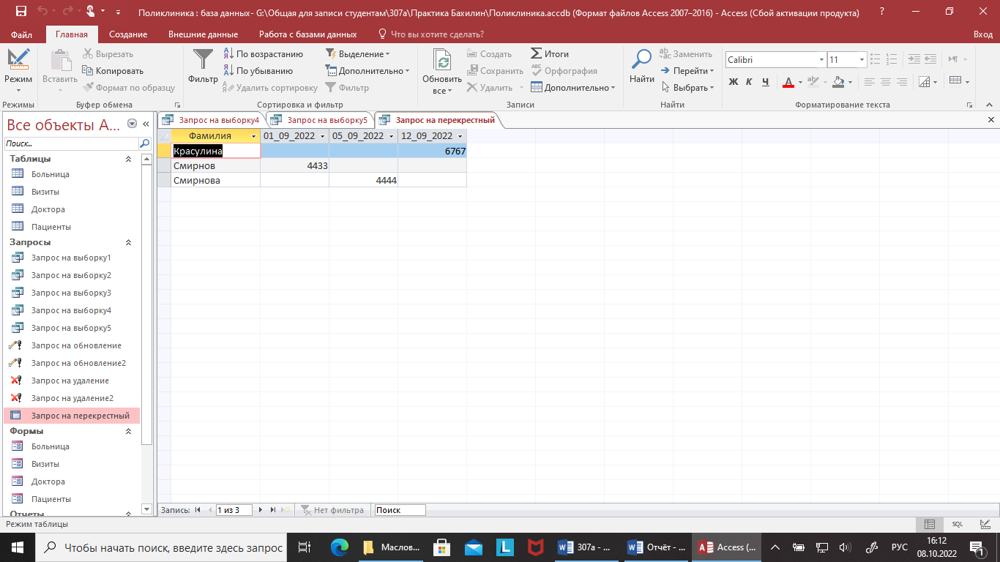 Поликлиника : база данных- G:\Общая для записи студентам\307а\Практика Бахилин\Поликлиника.accdb (Формат файлов Access 2007–2016) - Access (Сбой активации продукта)
Файл Главная Создание Внешние данные Работа с базами данных Что вы хотите сделать? Вход
Режим
Режимы
Вставить
Вырезать
Копировать
Формат по образцу
Буфер обмена
Фильтр
По возрастанию
По убыванию
Удалить сортировку
Выделение
Дополнительно
Фильтр
Сортировка и фильтр
Обновить
все
Создать
Сохранить
Удалить
Итоги
Орфография
Дополнительно
Записи
Найти
Заменить
Перейти
Выбрать
Найти
Calibri 11
Ж К Ч
Форматирование текста
Все объекты A...
Поиск...
Таблицы
Больница
Визиты
Доктора
Пациенты
Запросы
Запрос на выборку1
Запрос на выборку2
Запрос на выборку3
Запрос на выборку4
Запрос на выборку5
Запрос на обновление
Запрос на обновление2
Запрос на удаление
Запрос на удаление2
Запрос на перекрестный
Формы
Больница
Визиты
Доктора
Пациенты
Отчеты
Запрос на выборку4 Запрос на выборку5 Запрос на перекрестный
Фамилия 01_09_2022 05_09_2022 12_09_2022
Красулина 6767
Смирнов 4433
Смирнова 4444
Запись: 1 из 3 Нет фильтра Поиск
Режим таблицы SQL
Чтобы начать поиск, введите здесь запрос
Маслов...
307а - ...
Отчёт - ...
Access (...
РУС
16:12
08.10.2022
1